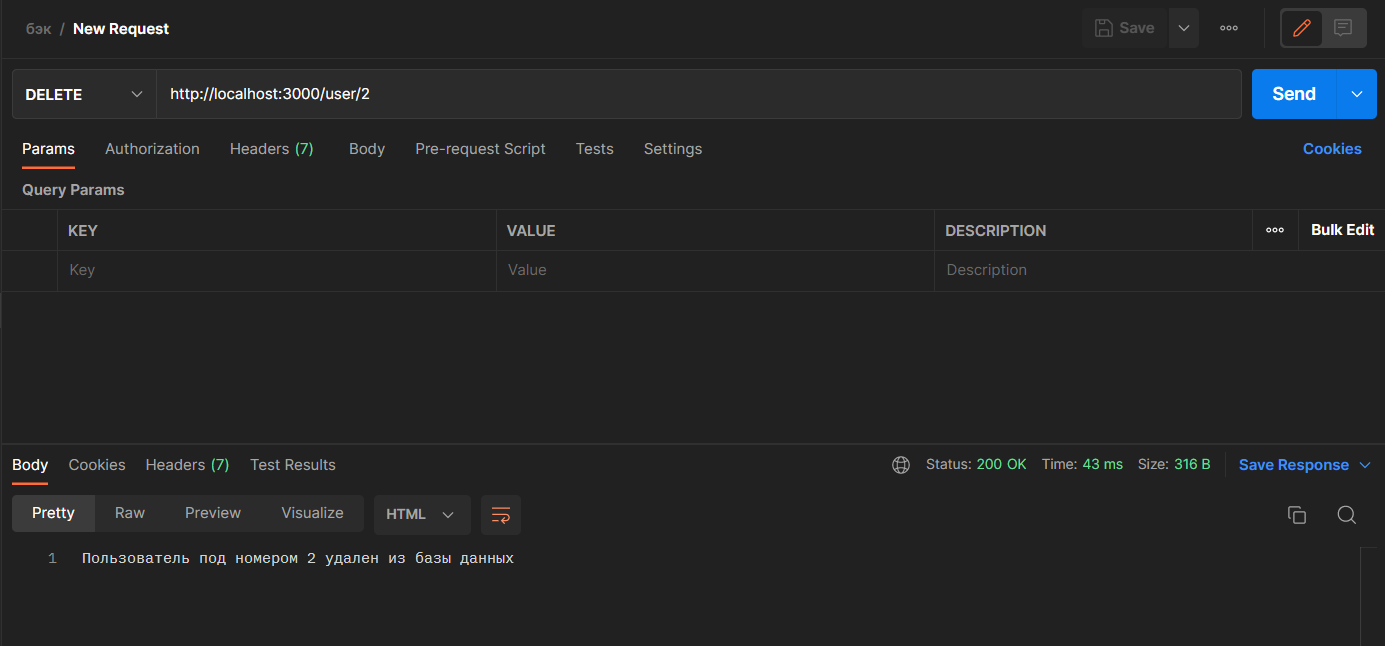 бэк / New Request Save
DELETE http://localhost:3000/user/2 Send
Params Authorization Headers (7) Body Pre-request Script Tests Settings Cookies
Query Params
KEY VALUE DESCRIPTION Bulk Edit
Key Value Description
Body Cookies Headers (7) Test Results Status: 200 OK Time: 43 ms Size: 316 B Save Response
Pretty Raw Preview Visualize HTML
1 Пользователь под номером 2 удален из базы данных